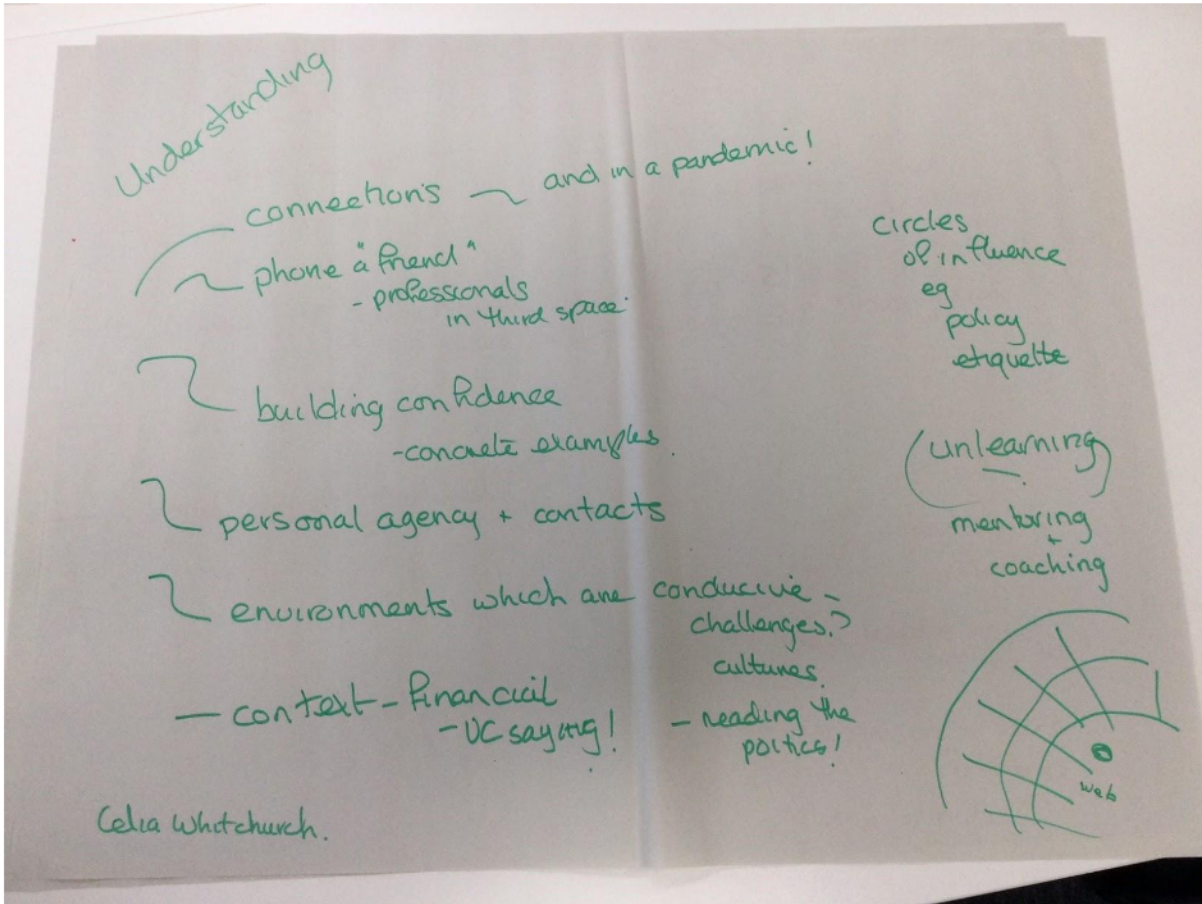 Understanding
connections ~ and in a pandemic!
phone "a friend"
- professionals
in third space
building confidence
- concrete examples.
personal agency + contacts
environments which are conducive -
challenges?
cultures.
- context - financial
- VC saying!
- reading the
politics!
Celia Whitchurch.
circles
of influence
eg
policy
etiquette
(unlearning)
mentoring
+
coaching
web